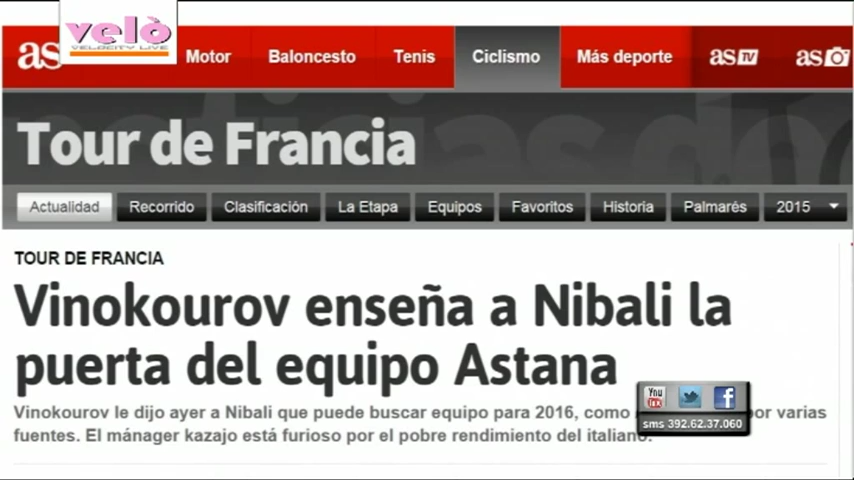 velò
VELOCITY LIVE
as Motor Baloncesto Tenis Ciclismo Más deporte as TV as
Tour de Francia
Actualidad Recorrido Clasificación La Etapa Equipos Favoritos Historia Palmarés 2015
TOUR DE FRANCIA
Vinokourov enseña a Nibali la
puerta del equipo Astana
Vinokourov le dijo ayer a Nibali que puede buscar equipo para 2016, como por varias
fuentes. El mánager kazajo está furioso por el pobre rendimiento del italiano.
sms 392.62.37.060